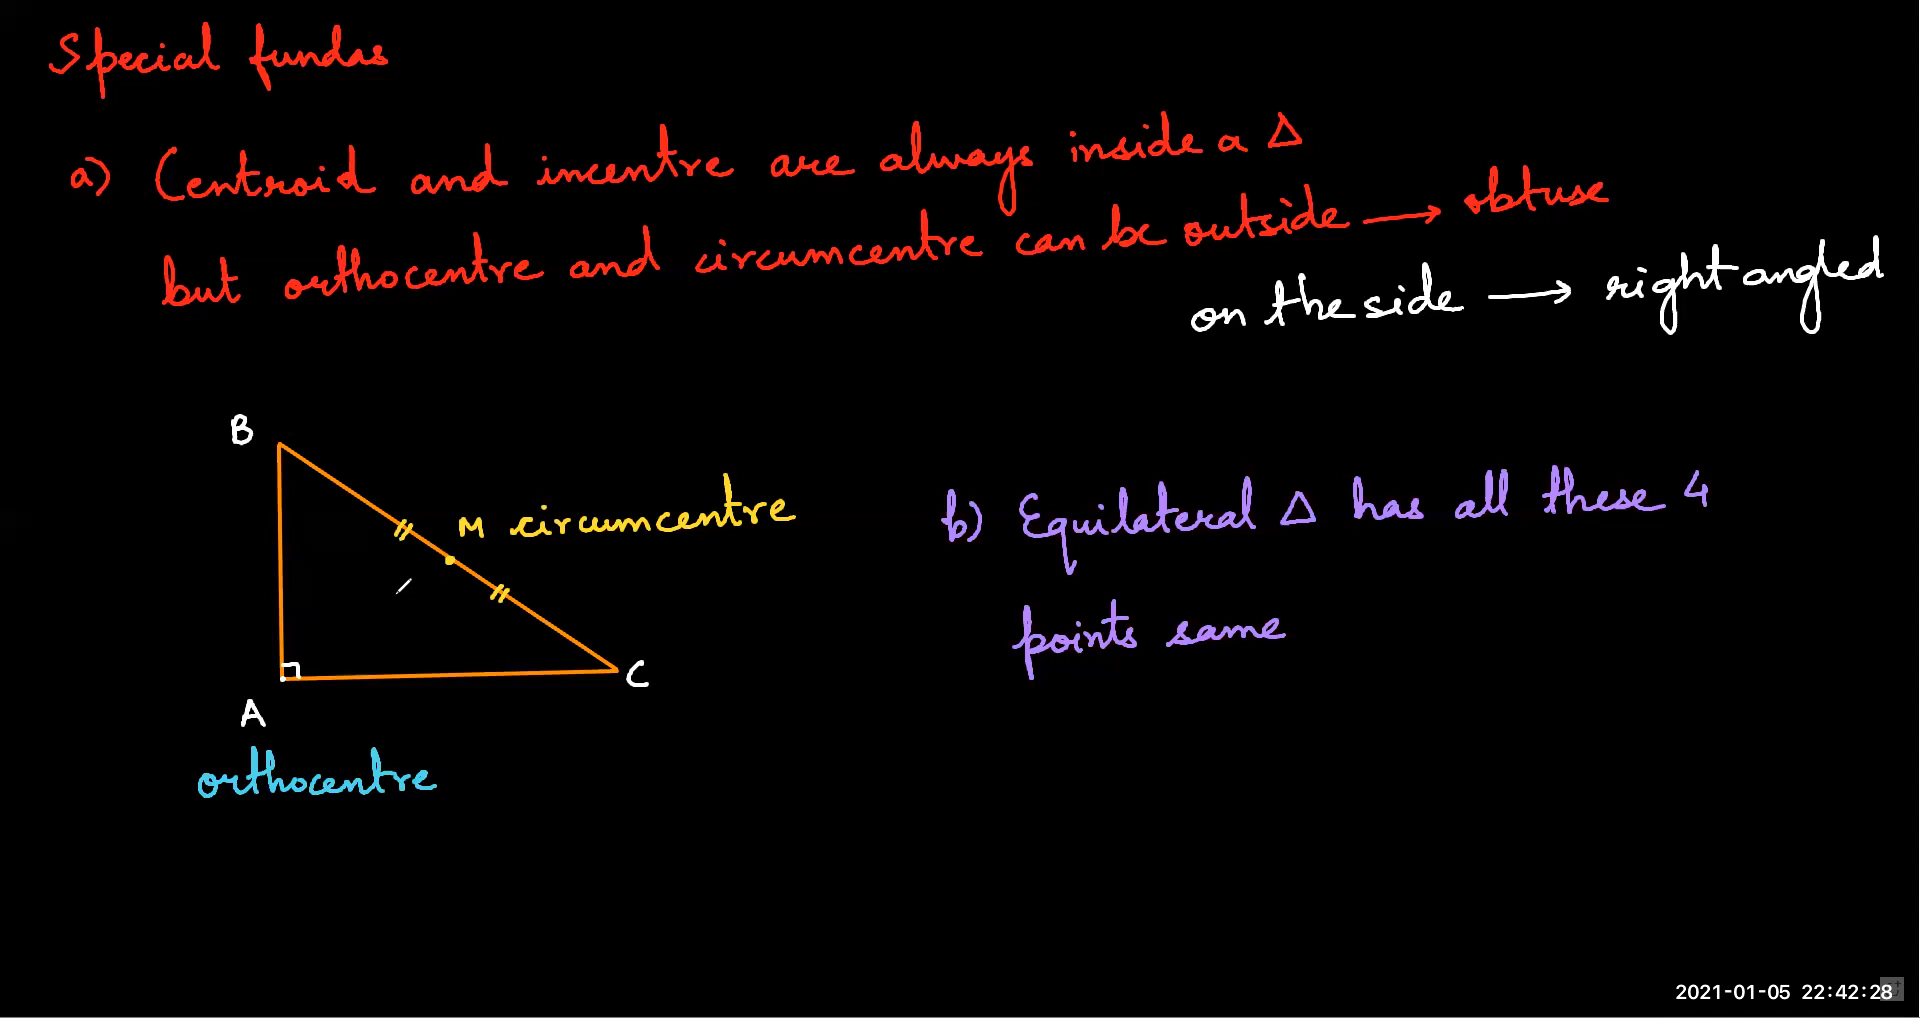 Special fundas
a) Centroid and incentre are always inside a Δ
but orthocentre and circumcentre can be outside → obtuse
on the side → right angled
B
M circumcentre
b) Equilateral Δ has all these 4
points same
C
A
orthocentre
2021-01-05 22:42:28